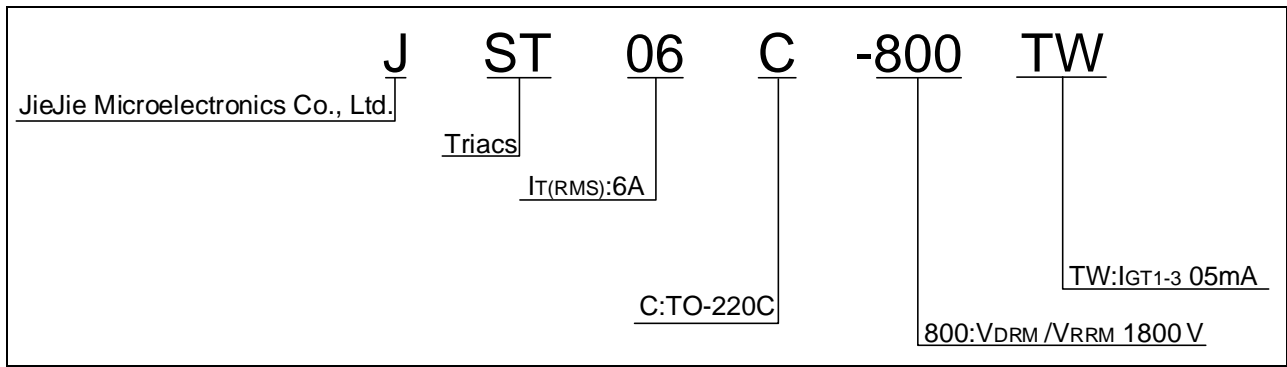 J ST 06 C -800 TW
JieJie Microelectronics Co., Ltd.
Triacs
IT(RMS):6A
TW:IGT1-3 05mA
C:TO-220C
800:VDRM /VRRM 1800 V